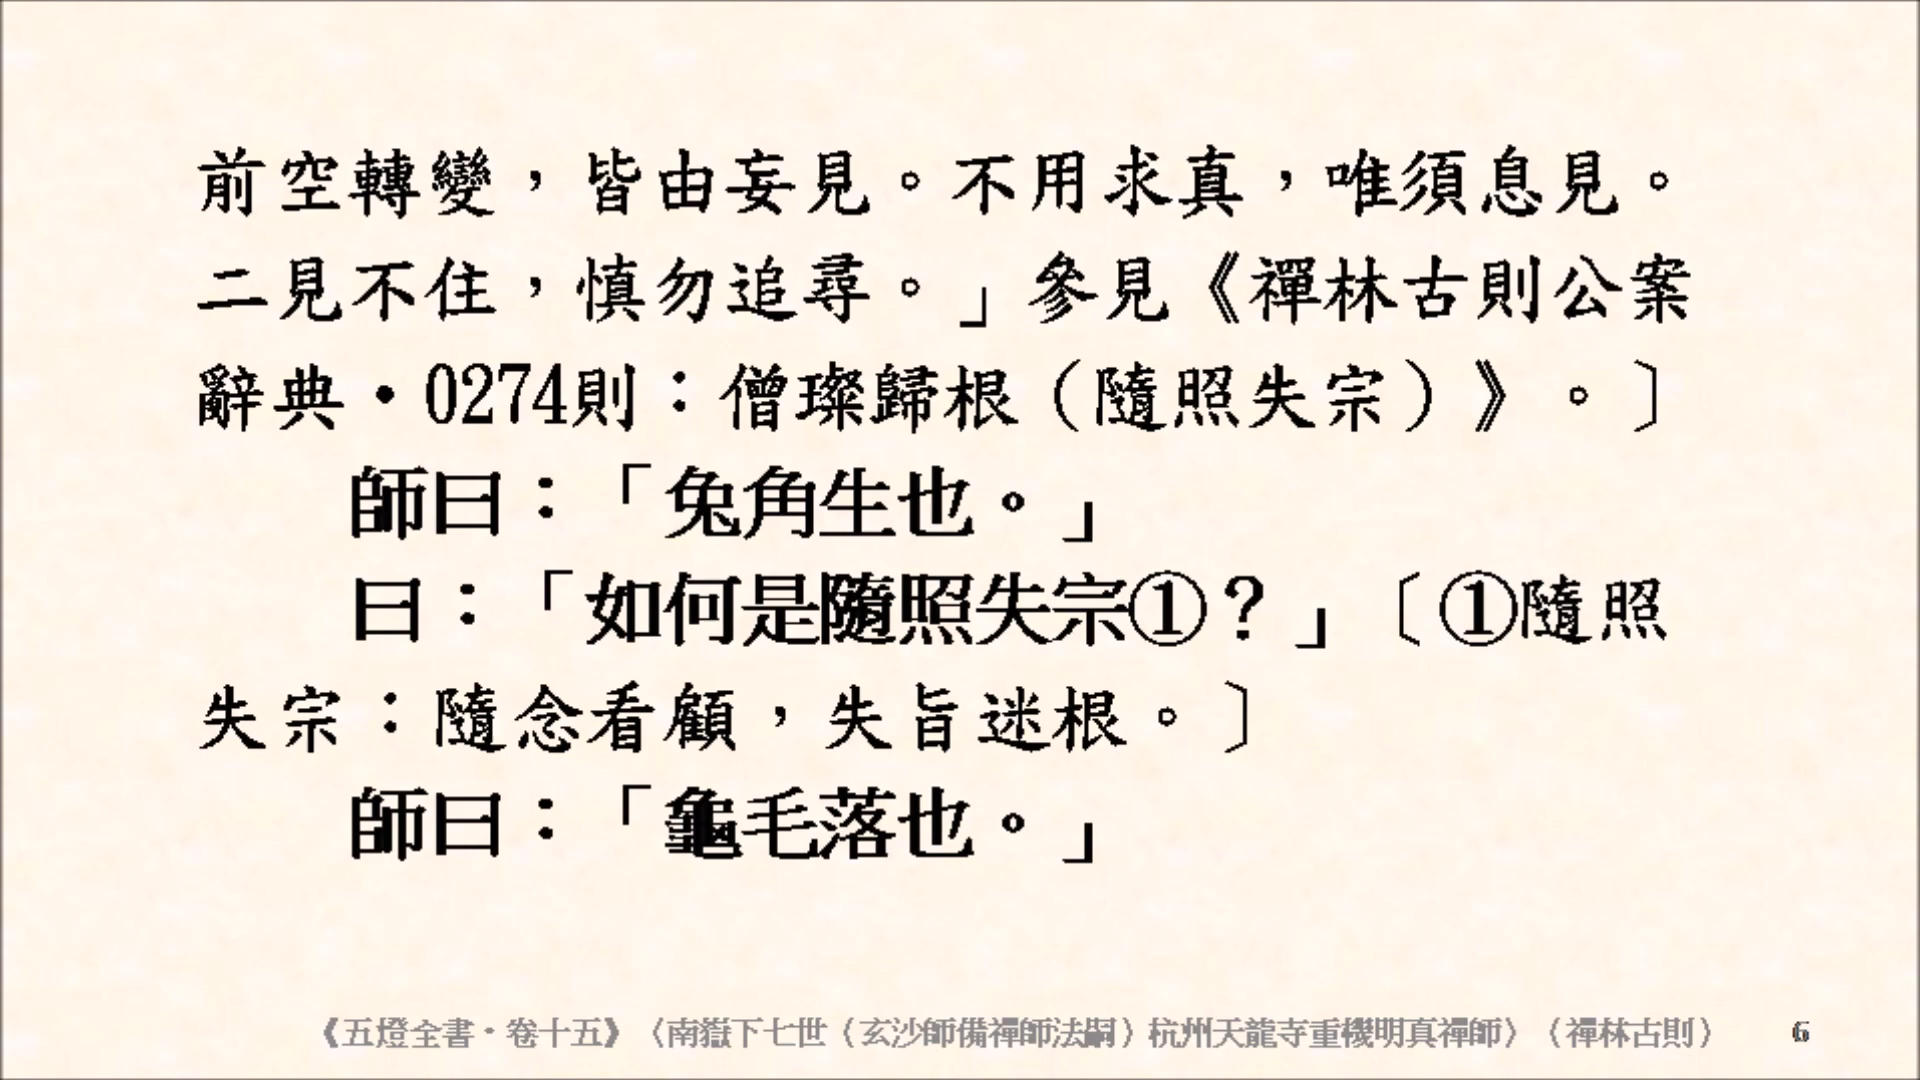 前空轉變，皆由妄見。不用求真，唯須息見。
二見不住，慎勿追尋。」參見《禪林古則公案
辭典・0274則：僧璨歸根（隨照失宗）》。〕
師曰：「兔角生也。」
曰：「如何是隨照失宗①？」〔①隨照
失宗：隨念看顧，失旨迷根。〕
師曰：「龜毛落也。」
《五燈全書・卷十五》〈南嶽下七世（玄沙師備禪師法嗣）杭州天龍寺重機明真禪師〉（禪林古則） 6